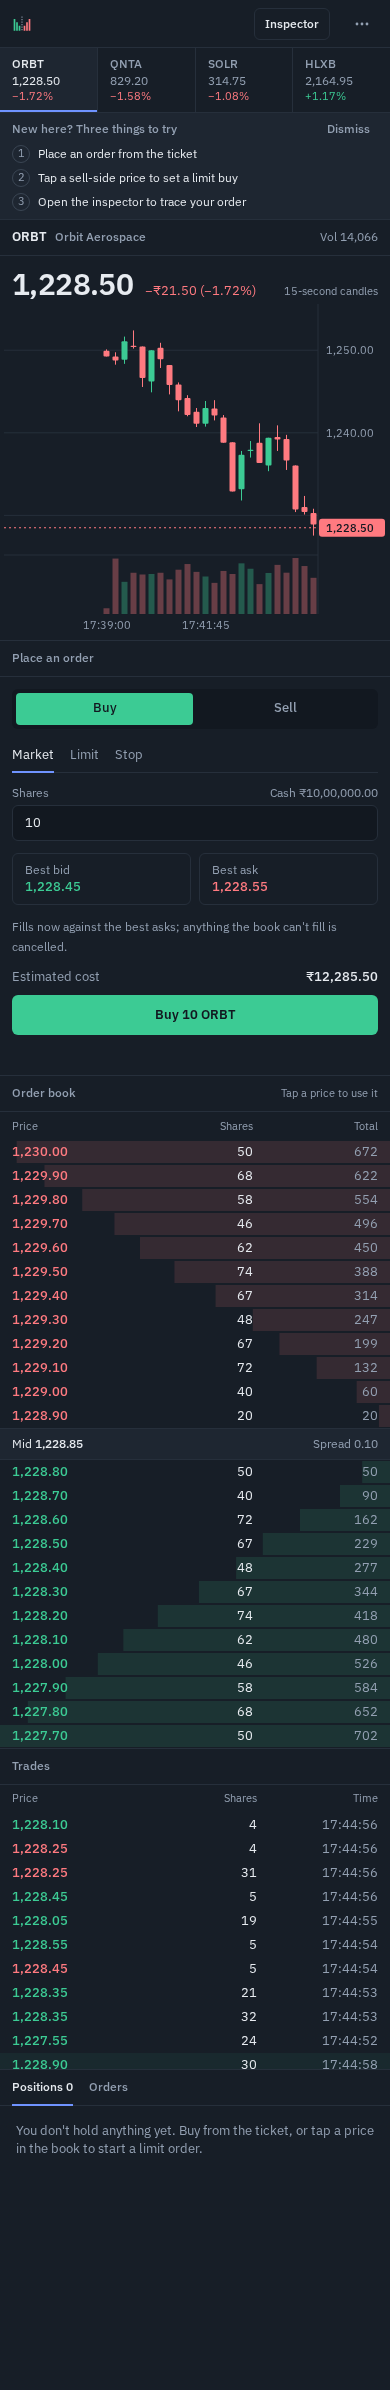 Inspector
ORBT QNTA SOLR HLXB
1,228.50 829.20 314.75 2,164.95
−1.72% −1.58% −1.08% +1.17%
New here? Three things to try Dismiss
1 Place an order from the ticket
2 Tap a sell-side price to set a limit buy
3 Open the inspector to trace your order
ORBT Orbit Aerospace Vol 14,066
1,228.50 −₹21.50 (−1.72%) 15-second candles
1,250.00
1,240.00
1,228.50
17:39:00 17:41:45
Place an order
Buy Sell
Market Limit Stop
Shares Cash ₹10,00,000.00
10
Best bid Best ask
1,228.45 1,228.55
Fills now against the best asks; anything the book can't fill is
cancelled.
Estimated cost ₹12,285.50
Buy 10 ORBT
Order book Tap a price to use it
Price Shares Total
1,230.00 50 672
1,229.90 68 622
1,229.80 58 554
1,229.70 46 496
1,229.60 62 450
1,229.50 74 388
1,229.40 67 314
1,229.30 48 247
1,229.20 67 199
1,229.10 72 132
1,229.00 40 60
1,228.90 20 20
Mid 1,228.85 Spread 0.10
1,228.80 50 50
1,228.70 40 90
1,228.60 72 162
1,228.50 67 229
1,228.40 48 277
1,228.30 67 344
1,228.20 74 418
1,228.10 62 480
1,228.00 46 526
1,227.90 58 584
1,227.80 68 652
1,227.70 50 702
Trades
Price Shares Time
1,228.10 4 17:44:56
1,228.25 4 17:44:56
1,228.25 31 17:44:56
1,228.45 5 17:44:56
1,228.05 19 17:44:55
1,228.55 5 17:44:54
1,228.45 5 17:44:54
1,228.35 21 17:44:53
1,228.35 32 17:44:53
1,227.55 24 17:44:52
1,228.90 30 17:44:58
Positions 0 Orders
You don't hold anything yet. Buy from the ticket, or tap a price
in the book to start a limit order.